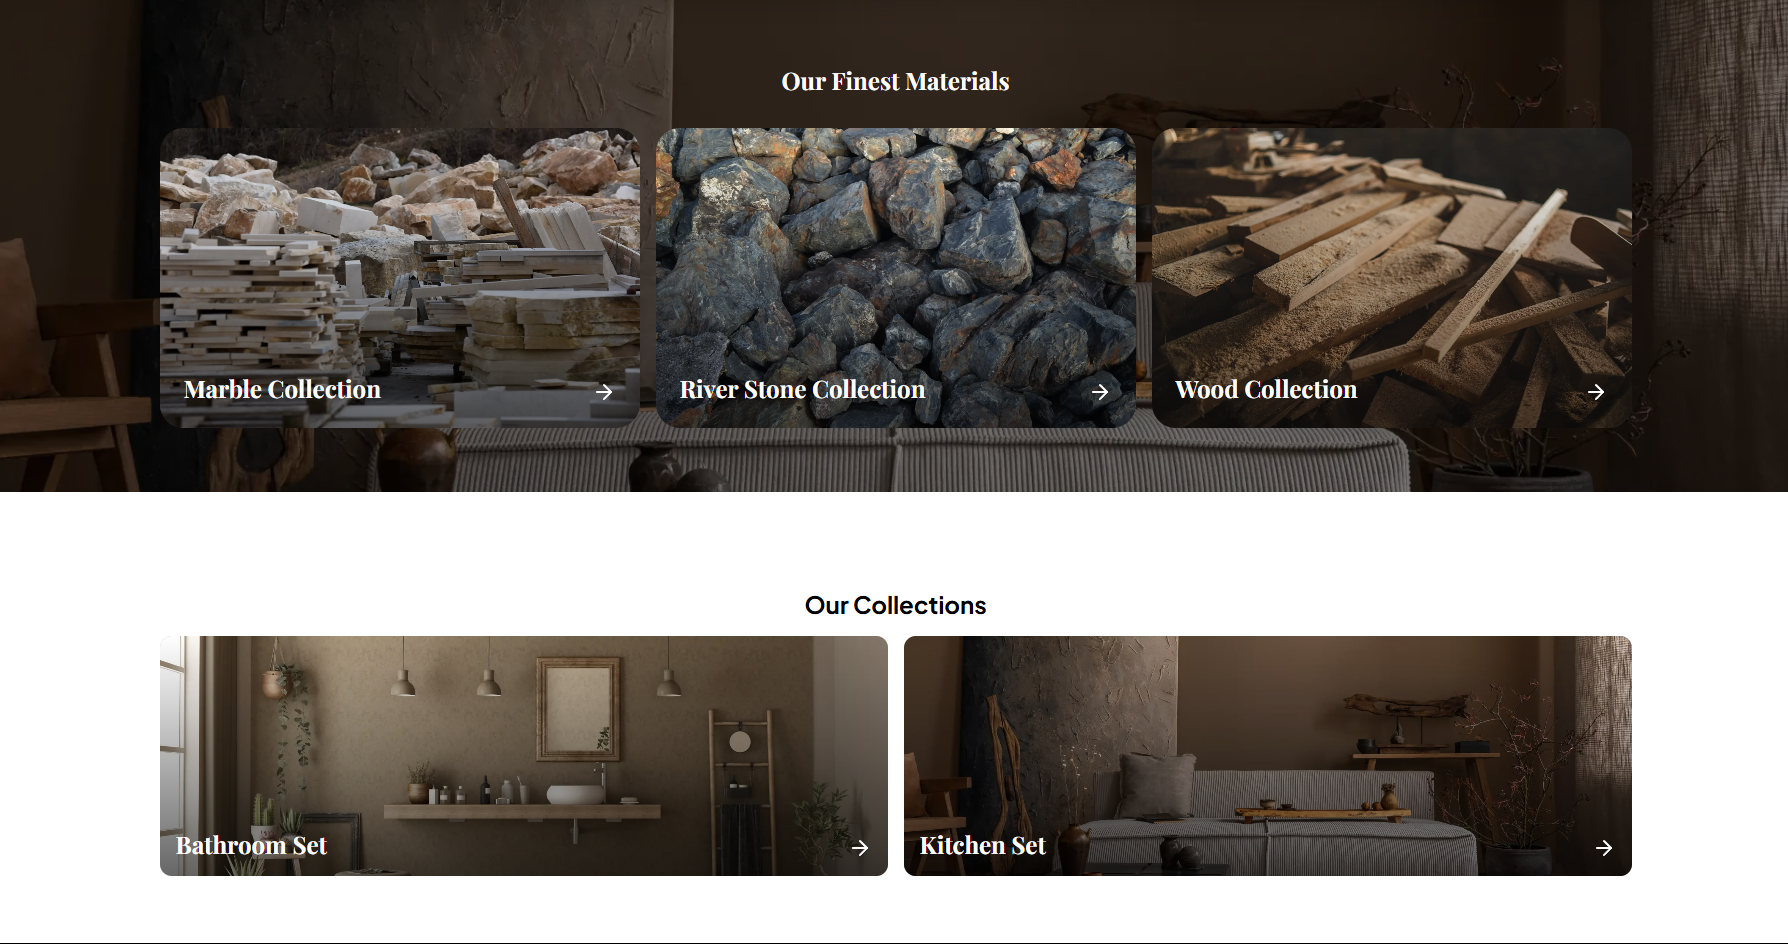 Our Finest Materials
Marble Collection
River Stone Collection
Wood Collection
Our Collections
Bathroom Set
Kitchen Set